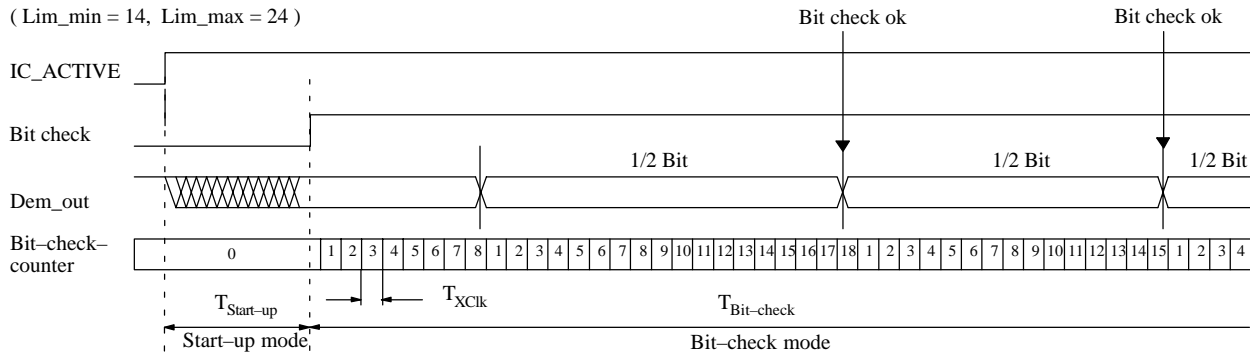 ( Lim_min = 14, Lim_max = 24 )
Bit check ok
Bit check ok
IC_ACTIVE
Bit check
1/2 Bit
1/2 Bit
1/2 Bit
Dem_out
Bit–check–
counter
0
1 2 3 4 5 6 7 8 1 2 3 4 5 6 7 8 9 10 11 12 13 14 15 16 17 18 1 2 3 4 5 6 7 8 9 10 11 12 13 14 15 1 2 3 4
TStart–up
TXClk
TBit–check
Start–up mode
Bit–check mode